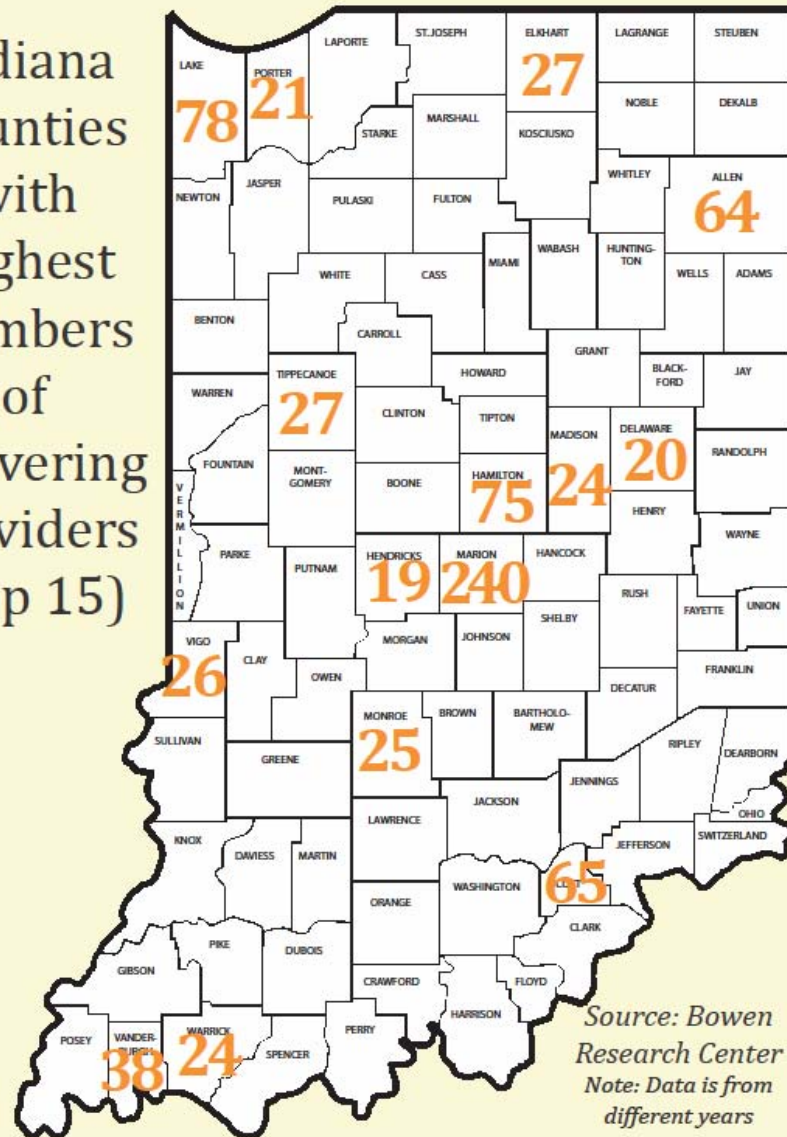 diana
unties
with
ghest
mbers
of
vering
viders
p 15)
LAKE
78
PORTER
21
LAPORTE
ST.JOSEPH
ELKHART
27
LAGRANGE
STEUBEN
NOBLE
DEKALB
STARKE
MARSHALL
KOSCIUSKO
WHITLEY
ALLEN
64
NEWTON
JASPER
PULASKI
FULTON
WHITE
CASS
MIAMI
WABASH
HUNTING-
TON
WELLS
ADAMS
BENTON
CARROLL
GRANT
BLACK-
FORD
JAY
WARREN
TIPPECANOE
27
HOWARD
CLINTON
TIPTON
MADISON
24
DELAWARE
20
RANDOLPH
FOUNTAIN
MONT-
GOMERY
BOONE
HAMILTON
75
HENRY
WAYNE
VERMILLION
PARKE
PUTNAM
HENDRICKS
19
MARION
240
HANCOCK
RUSH
FAYETTE
UNION
SHELBY
MORGAN
JOHNSON
VIGO
26
CLAY
OWEN
FRANKLIN
DECATUR
MONROE
25
BROWN
BARTHOLO-
MEW
SULLIVAN
GREENE
RIPLEY
DEARBORN
JENNINGS
JACKSON
OHIO
LAWRENCE
SWITZERLAND
JEFFERSON
KNOX
DAVIESS
MARTIN
65
WASHINGTON
ORANGE
CLARK
PIKE
DUBOIS
GIBSON
CRAWFORD
FLOYD
HARRISON
POSEY
VANDER-
38
WARRICK
24
SPENCER
PERRY
Source: Bowen
Research Center
Note: Data is from
different years